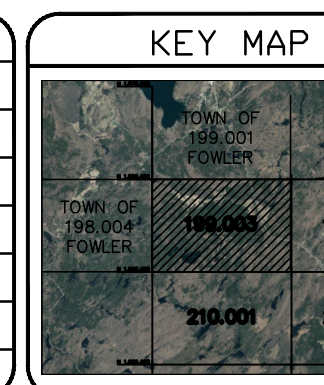 KEY MAP
TOWN OF
199.001
FOWLER
TOWN OF
198.004
FOWLER
199.003
210.001